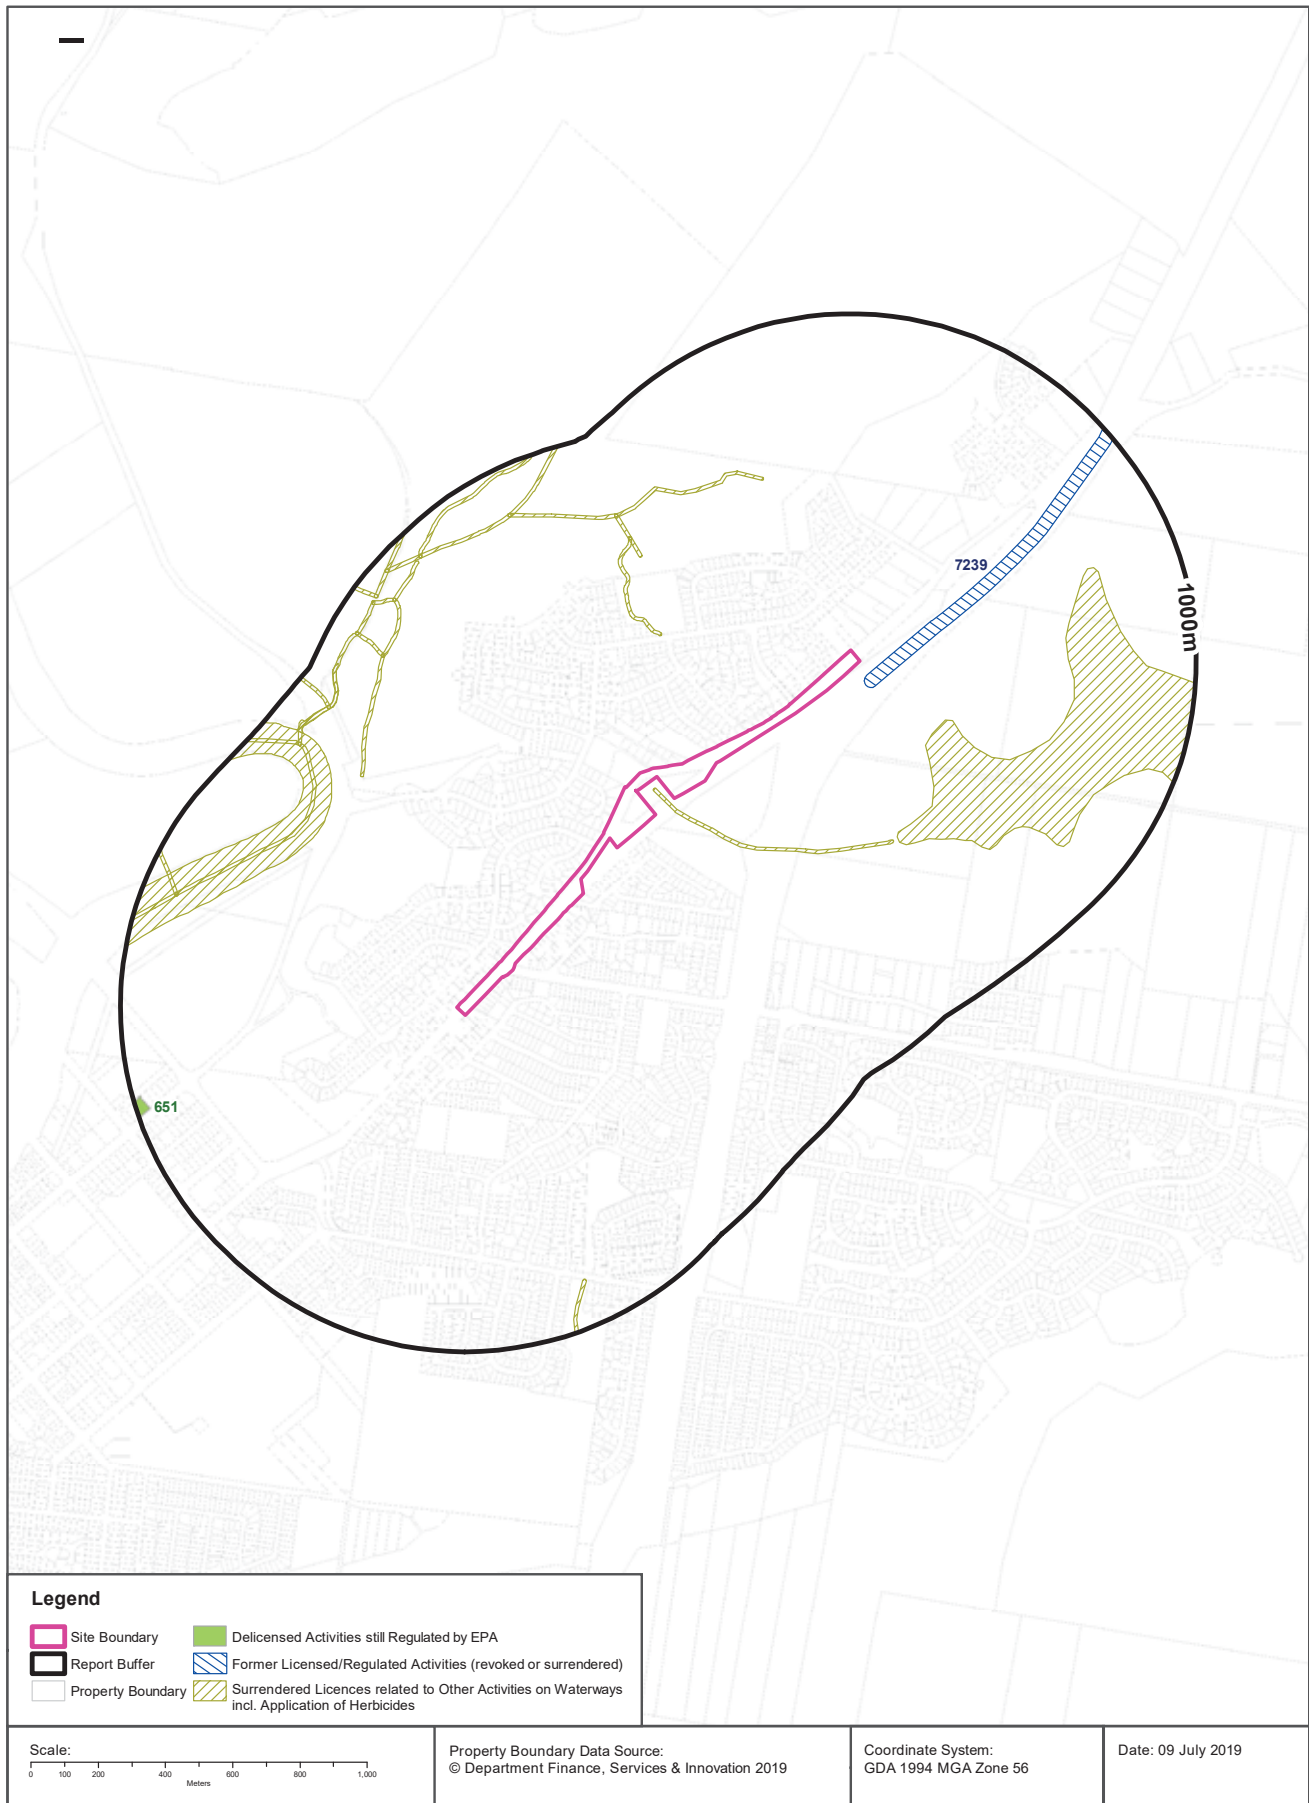 7239
1000m
651
Legend
Site Boundary
Report Buffer
Property Boundary
Delicensed Activities still Regulated by EPA
Former Licensed/Regulated Activities (revoked or surrendered)
Surrendered Licences related to Other Activities on Waterways
incl. Application of Herbicides
Scale:
0 100 200 400 600 800 1,000
Meters
Property Boundary Data Source:
© Department Finance, Services & Innovation 2019
Coordinate System:
GDA 1994 MGA Zone 56
Date: 09 July 2019